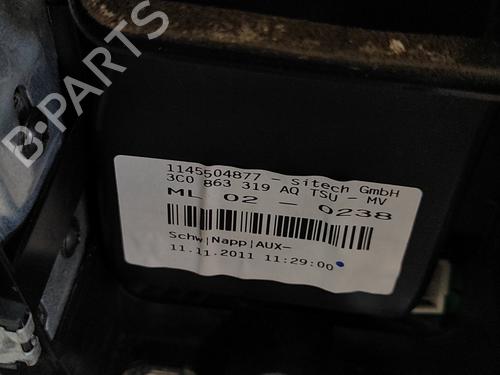 B-PARTS
1145504877 - sitech GmbH
3C0 863 319 AQ TSU - MV
ML 02 - 0238
Schw|Napp|AUX-
11.11.2011 11:29:00